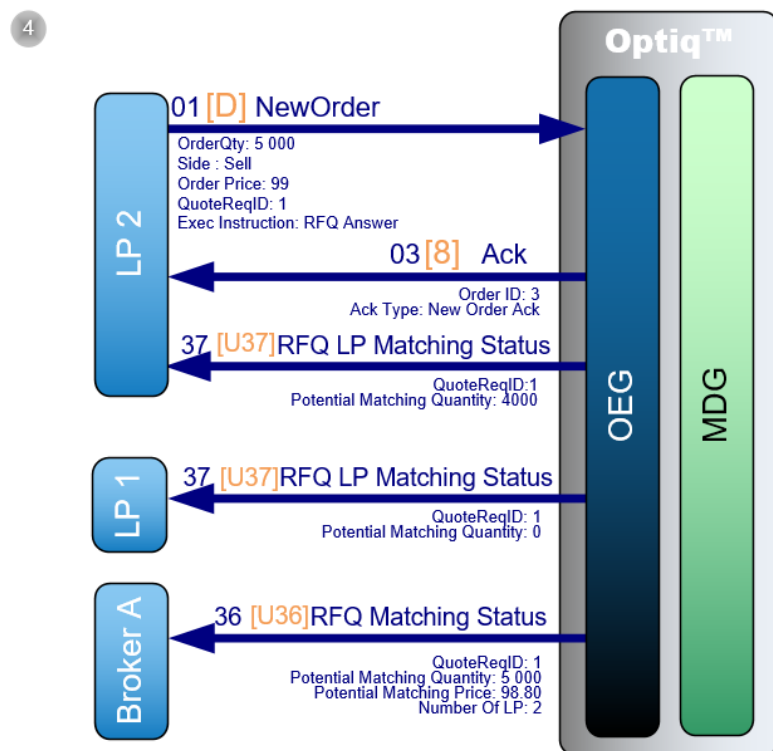 4
Optiq™
01 [D] NewOrder
OrderQty: 5 000
Side : Sell
Order Price: 99
QuoteReqID: 1
Exec Instruction: RFQ Answer
LP 2
03 [8] Ack
Order ID: 3
Ack Type: New Order Ack
37 [U37]RFQ LP Matching Status
QuoteReqID:1
Potential Matching Quantity: 4000
OEG
MDG
LP 1
37 [U37]RFQ LP Matching Status
QuoteReqID: 1
Potential Matching Quantity: 0
Broker A
36 [U36]RFQ Matching Status
QuoteReqID: 1
Potential Matching Quantity: 5 000
Potential Matching Price: 98.80
Number Of LP: 2